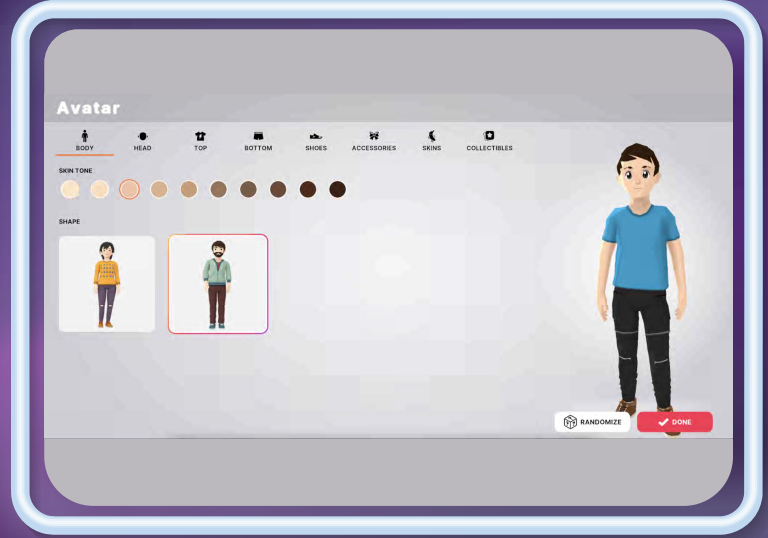 Avatar
BODY HEAD TOP BOTTOM SHOES ACCESSORIES SKINS COLLECTIBLES
SKIN TONE
SHAPE
RANDOMIZE DONE